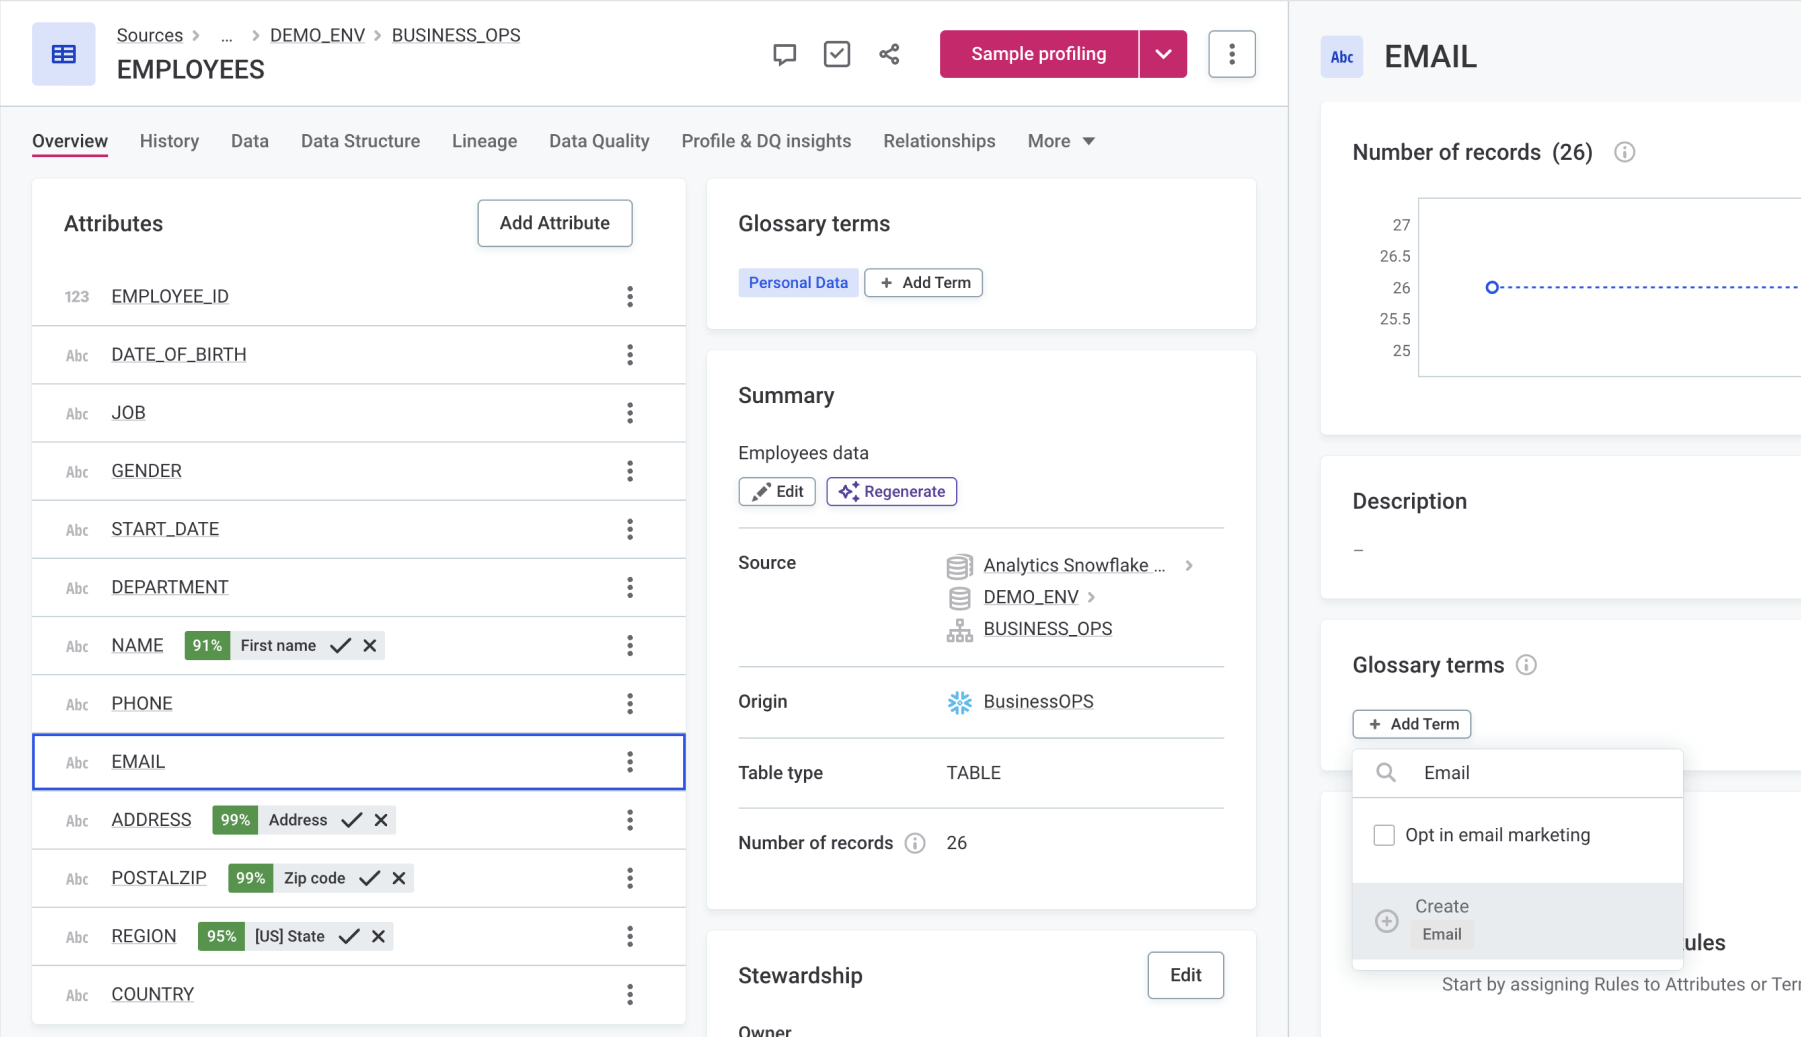 Sources > ... > DEMO_ENV > BUSINESS_OPS
EMPLOYEES
Sample profiling
Overview History Data Data Structure Lineage Data Quality Profile & DQ insights Relationships More
Attributes
Add Attribute
123 EMPLOYEE_ID
Abc DATE_OF_BIRTH
Abc JOB
Abc GENDER
Abc START_DATE
Abc DEPARTMENT
Abc NAME 91% First name
Abc PHONE
Abc EMAIL
Abc ADDRESS 99% Address
Abc POSTALZIP 99% Zip code
Abc REGION 95% [US] State
Abc COUNTRY
Glossary terms
Personal Data + Add Term
Summary
Employees data
Edit Regenerate
Source Analytics Snowflake ... >
DEMO_ENV >
BUSINESS_OPS
Origin BusinessOPS
Table type TABLE
Number of records 26
Stewardship Edit
Owner
Abc EMAIL
Number of records (26)
27
26.5
26
25.5
25
Description
–
Glossary terms
+ Add Term
Email
Opt in email marketing
Create
Email
ules
Start by assigning Rules to Attributes or Ter